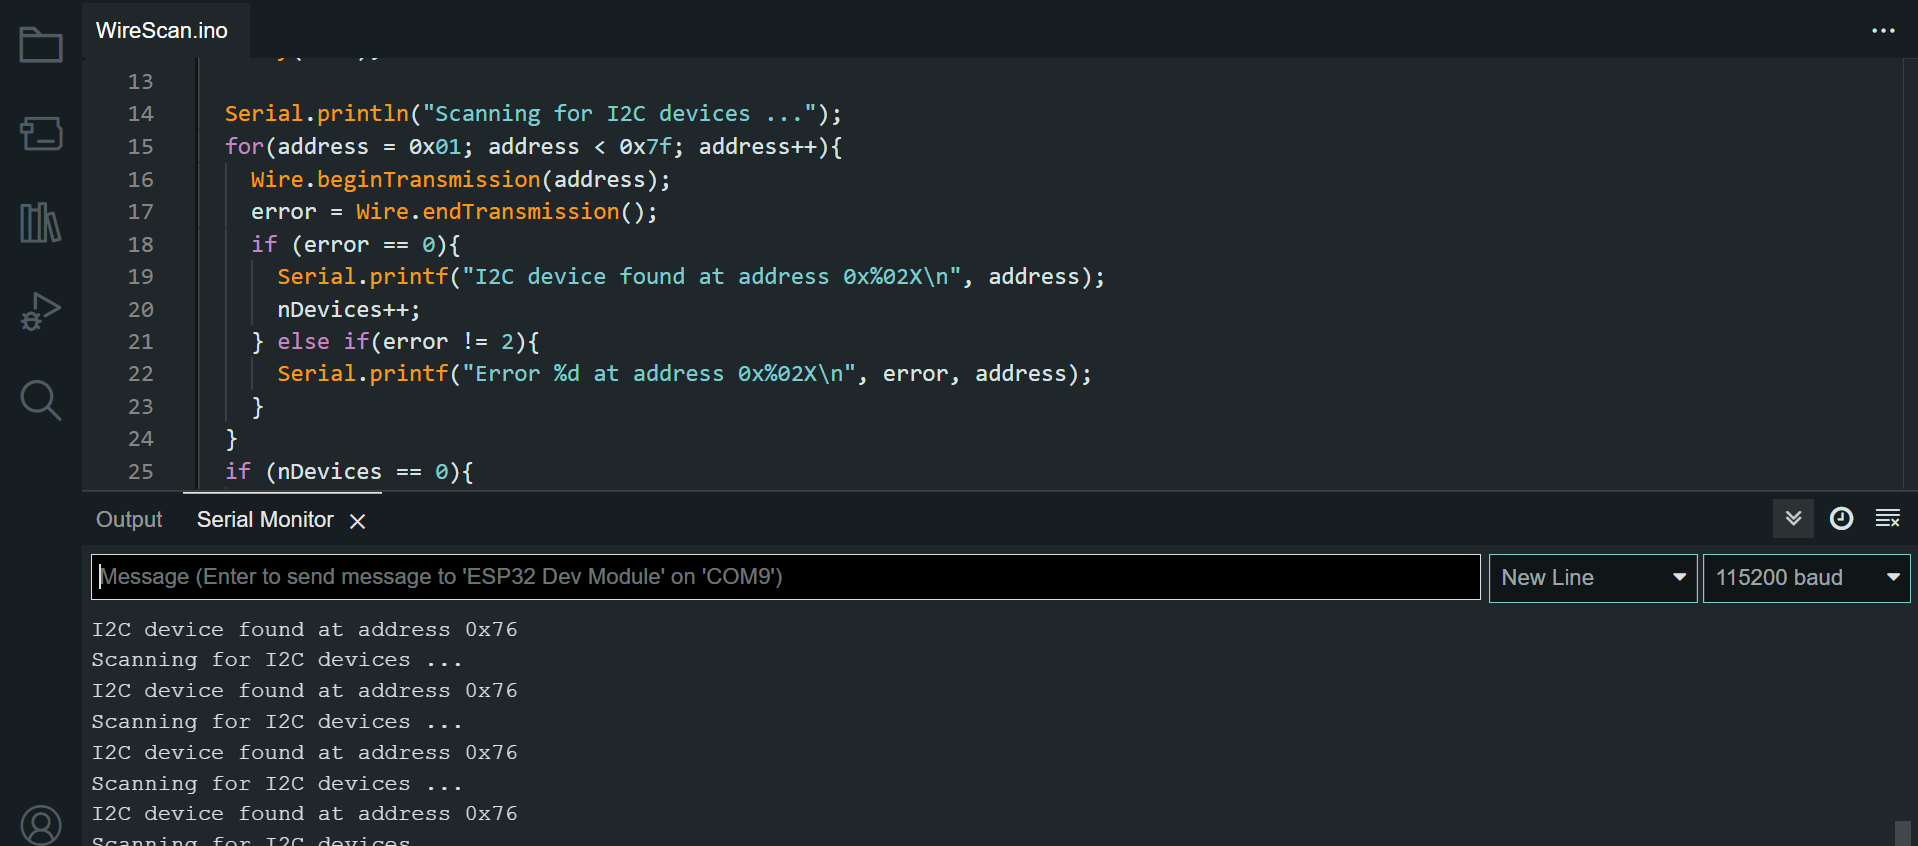 WireScan.ino
13
14 Serial.println("Scanning for I2C devices ...");
15 for(address = 0x01; address < 0x7f; address++){
16 Wire.beginTransmission(address);
17 error = Wire.endTransmission();
18 if (error == 0){
19 Serial.printf("I2C device found at address 0x%02X\n", address);
20 nDevices++;
21 } else if(error != 2){
22 Serial.printf("Error %d at address 0x%02X\n", error, address);
23 }
24 }
25 if (nDevices == 0){
Output Serial Monitor
Message (Enter to send message to 'ESP32 Dev Module' on 'COM9') New Line 115200 baud
I2C device found at address 0x76
Scanning for I2C devices ...
I2C device found at address 0x76
Scanning for I2C devices ...
I2C device found at address 0x76
Scanning for I2C devices ...
I2C device found at address 0x76
Scanning for I2C devices